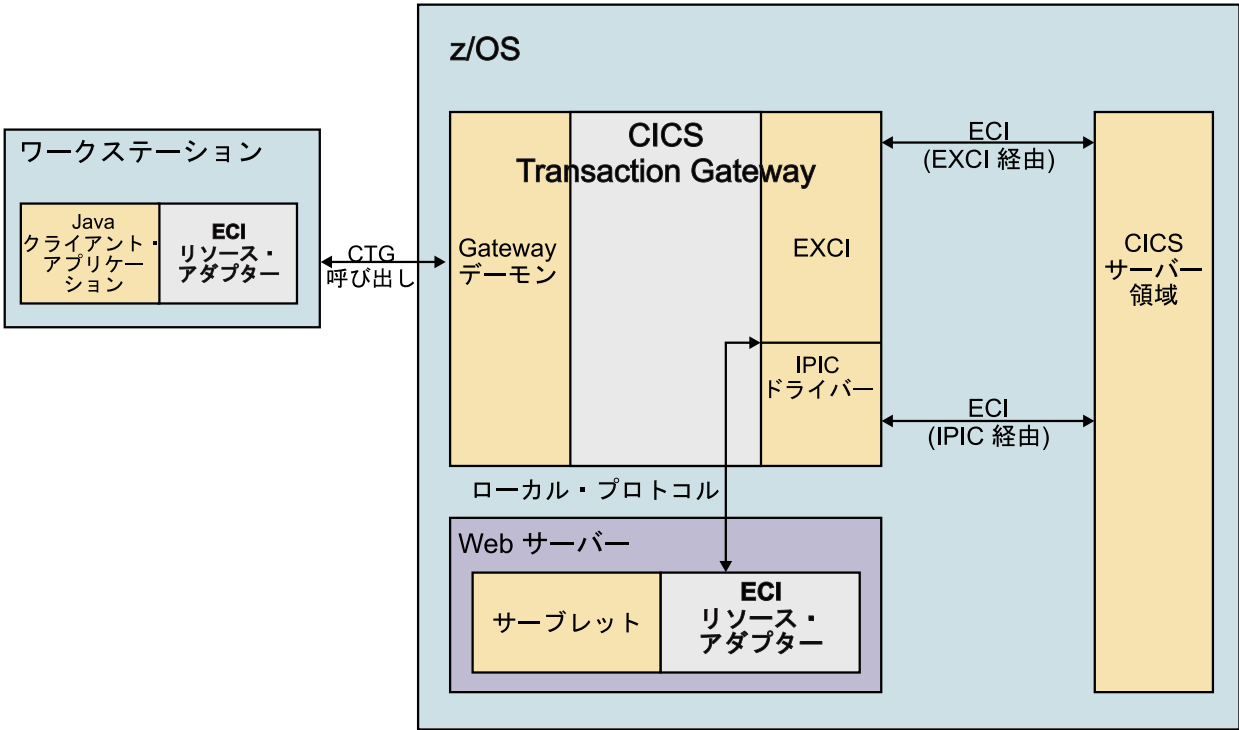 z/OS
ワークステーション
Java
クライアント・
アプリケー
ション
ECI
リソース・
アダプター
CTG
呼び出し
CICS
Transaction Gateway
Gateway
デーモン
EXCI
IPIC
ドライバー
ECI
(EXCI 経由)
ECI
(IPIC 経由)
CICS
サーバー
領域
ローカル・プロトコル
Web サーバー
サーブレット
ECI
リソース・
アダプター